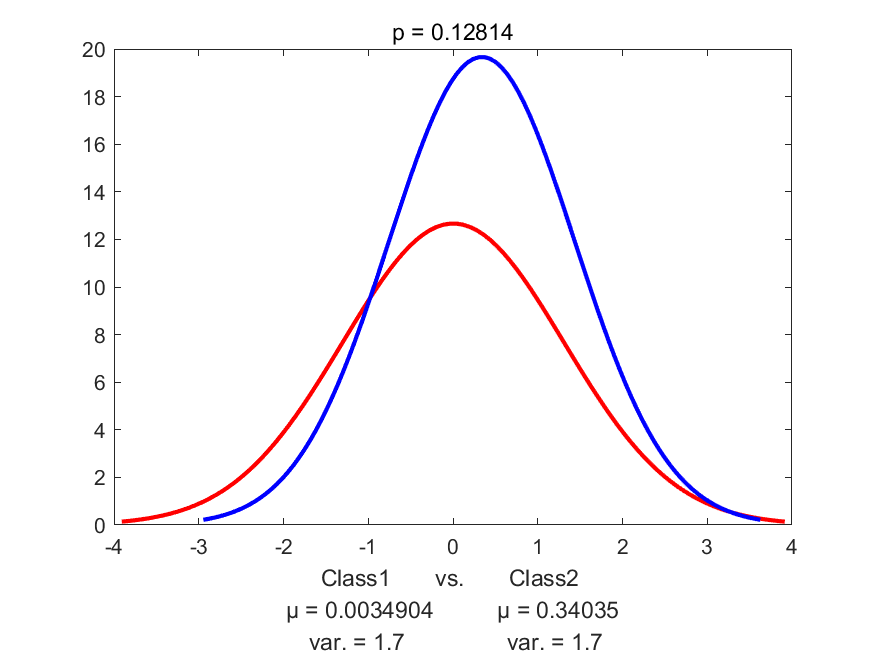 p = 0.12814
20
18
16
14
12
10
8
6
4
2
0
-4 -3 -2 -1 0 1 2 3 4
Class1 vs. Class2
μ = 0.0034904 μ = 0.34035
var. = 1.7 var. = 1.7